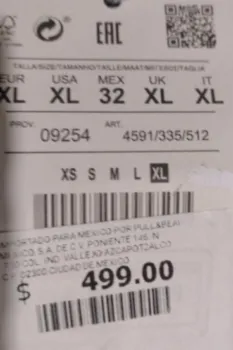 FSC
EAC
TALLA/SIZE/TAMANHO/TAILLE/MAAT/
EUR USA MEX UK IT
XL XL 32 XL XL
PROV. ART.
09254 4591/335/512
XS S M L XL
IMPORTADO PARA MEXICO POR PULL&BEAR
MEXICO, S.A. DE C.V. PONIENTE 146, N
COL. IND. VALLEJO AZCAPOTZALCO
C.P. 02300 CIUDAD DE MEXICO
$ 499.00